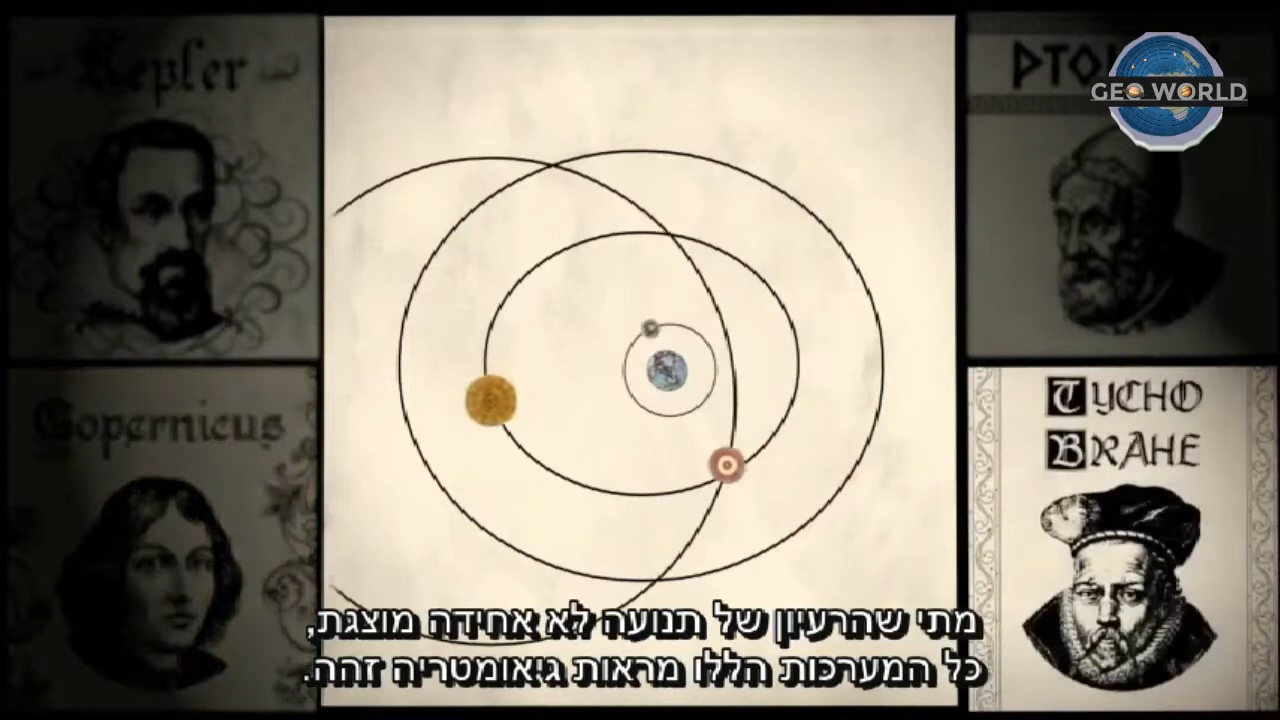 Kepler
PTO
GEO WORLD
Copernicus
TYCHO
BRAHE
מתי שהרעיון של תנועה לא אחידה מוצגת,
כל המערכות הללו מראות גיאומטריה זהה.